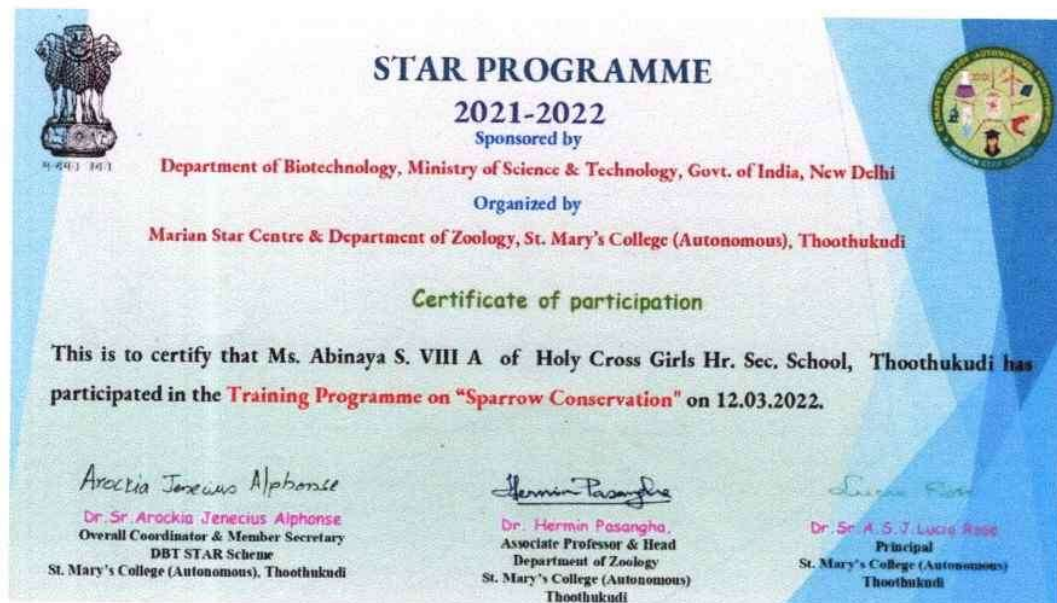 STAR PROGRAMME
2021-2022
Sponsored by
Department of Biotechnology, Ministry of Science & Technology, Govt. of India, New Delhi
Organized by
Marian Star Centre & Department of Zoology, St. Mary's College (Autonomous), Thoothukudi
Certificate of participation
This is to certify that Ms. Abinaya S. VIII A of Holy Cross Girls Hr. Sec. School, Thoothukudi has
participated in the Training Programme on "Sparrow Conservation" on 12.03.2022.
Arockia Jenecius Alphonse
Dr.Sr.Arockia Jenecius Alphonse
Overall Coordinator & Member Secretary
DBT STAR Scheme
St. Mary's College (Autonomous), Thoothukudi
Hermin Pasangha
Dr. Hermin Pasangha,
Associate Professor & Head
Department of Zoology
St. Mary's College (Autonomous)
Thoothukudi
Lucia Rose
Dr.Sr.A.S.J.Lucia Rose
Principal
St. Mary's College (Autonomous)
Thoothukudi